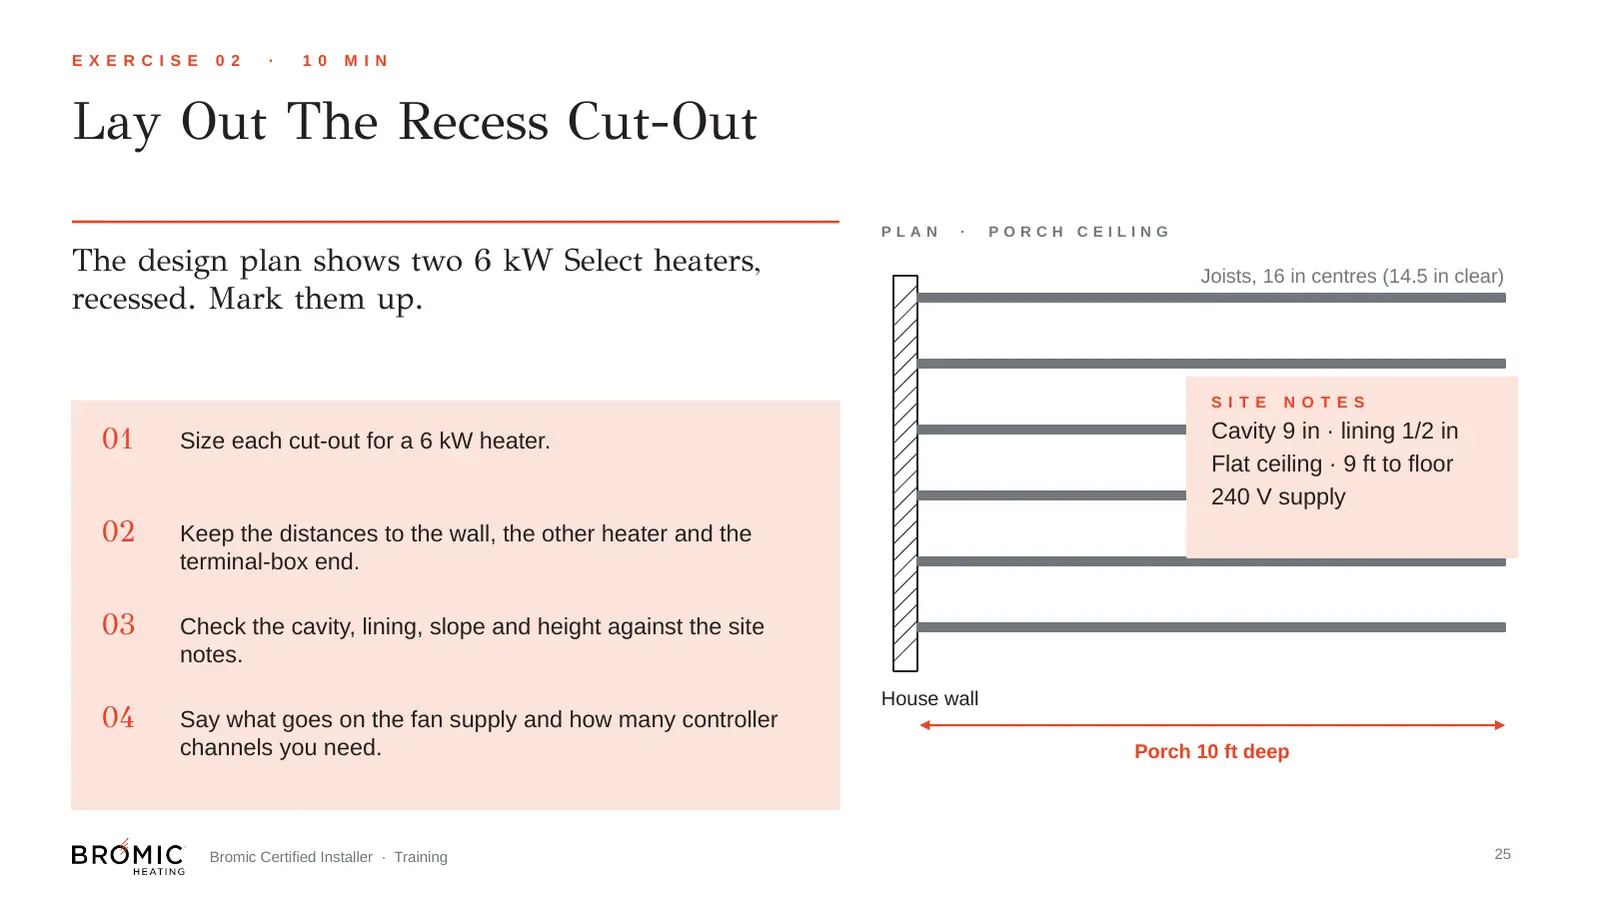 EXERCISE 02 · 10 MIN
Lay Out The Recess Cut-Out
The design plan shows two 6 kW Select heaters,
recessed. Mark them up.
01 Size each cut-out for a 6 kW heater.
02 Keep the distances to the wall, the other heater and the
terminal-box end.
03 Check the cavity, lining, slope and height against the site
notes.
04 Say what goes on the fan supply and how many controller
channels you need.
PLAN · PORCH CEILING
Joists, 16 in centres (14.5 in clear)
SITE NOTES
Cavity 9 in · lining 1/2 in
Flat ceiling · 9 ft to floor
240 V supply
House wall
Porch 10 ft deep
BROMIC
HEATING
Bromic Certified Installer · Training
25